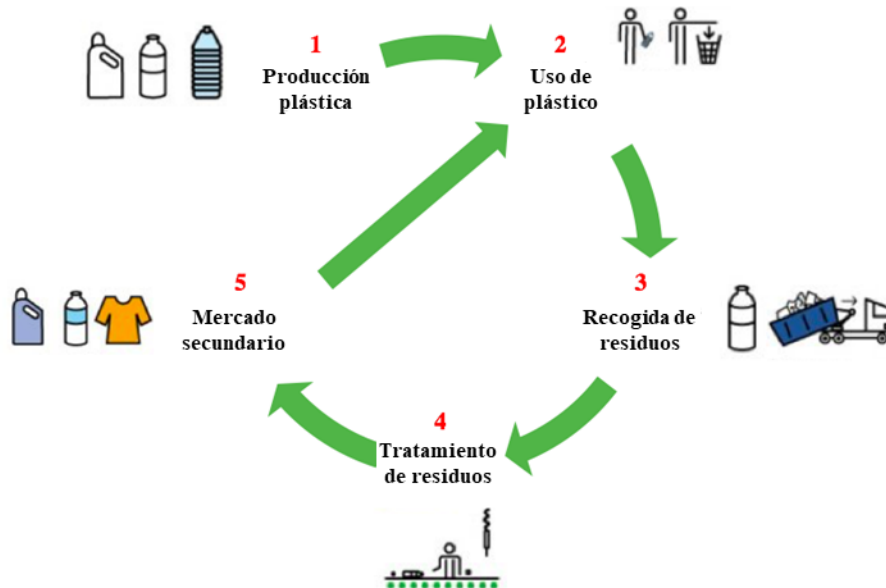 1
Producción
plástica
2
Uso de
plástico
3
Recogida de
residuos
4
Tratamiento
de residuos
5
Mercado
secundario